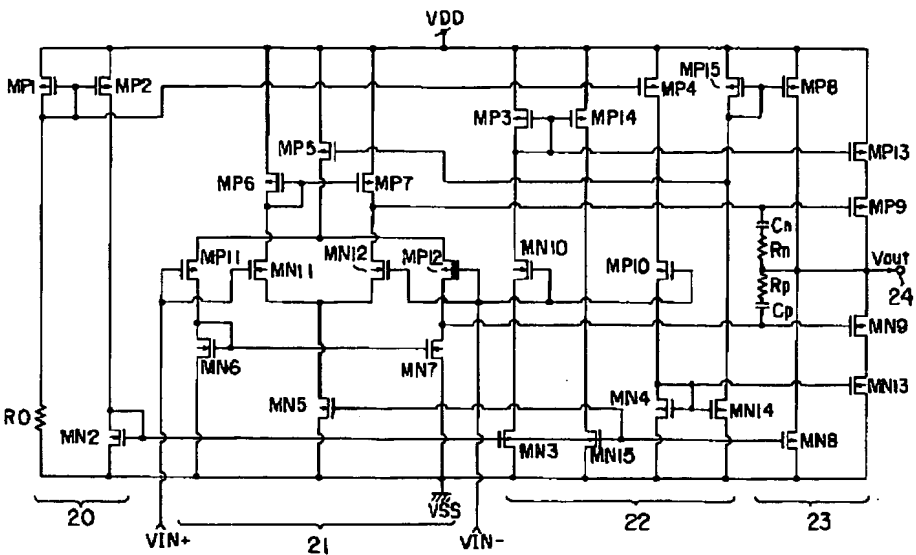 VDD
MP1
MP2
MP4
MP15
MP8
MP3
MP14
MP5
MP13
MP6
MP7
MP9
Cn
Rn
MP11
MN11
MN12
MP12
MN10
MP10
Vout
24
Rp
Cp
MN9
MN6
MN7
MN13
RO
MN2
MN5
MN3
MN15
MN4
MN14
MN8
VSS
20
VIN+
21
VIN-
22
23